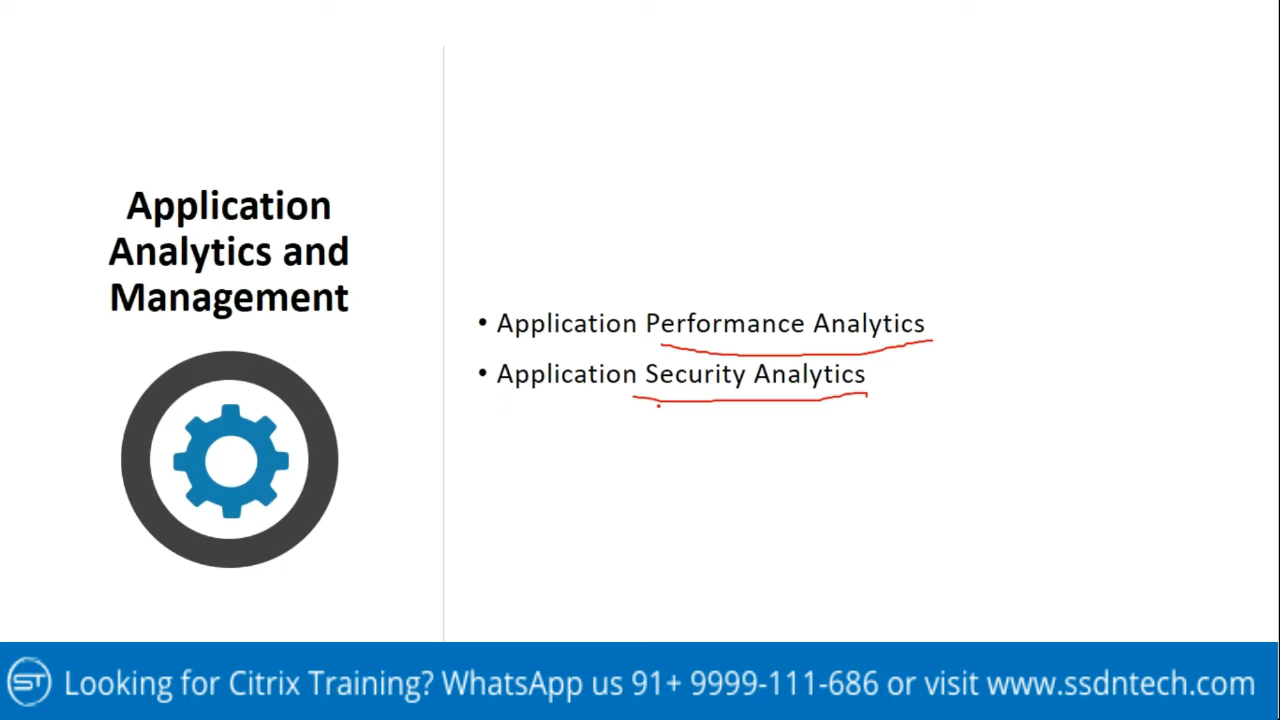 Application
Analytics and
Management
• Application Performance Analytics
• Application Security Analytics
ST Looking for Citrix Training? WhatsApp us 91+ 9999-111-686 or visit www.ssdntech.com